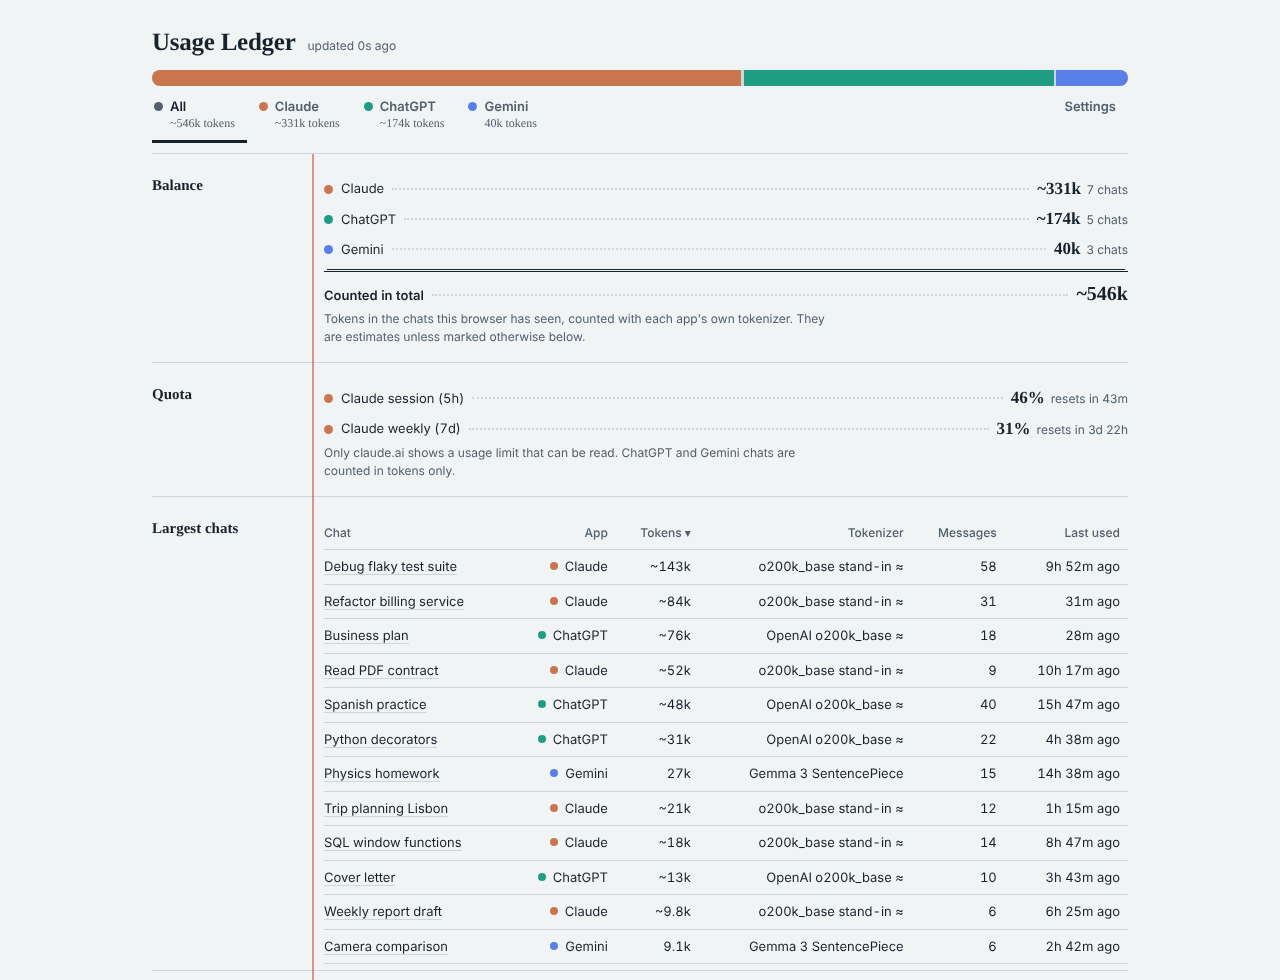 Usage Ledger updated 0s ago
All Claude ChatGPT Gemini Settings
~546k tokens ~331k tokens ~174k tokens 40k tokens
Balance
Claude ~331k 7 chats
ChatGPT ~174k 5 chats
Gemini 40k 3 chats
Counted in total ~546k
Tokens in the chats this browser has seen, counted with each app's own tokenizer. They
are estimates unless marked otherwise below.
Quota
Claude session (5h) 46% resets in 43m
Claude weekly (7d) 31% resets in 3d 22h
Only claude.ai shows a usage limit that can be read. ChatGPT and Gemini chats are
counted in tokens only.
Largest chats
Chat App Tokens ▾ Tokenizer Messages Last used
Debug flaky test suite Claude ~143k o200k_base stand-in ≈ 58 9h 52m ago
Refactor billing service Claude ~84k o200k_base stand-in ≈ 31 31m ago
Business plan ChatGPT ~76k OpenAI o200k_base ≈ 18 28m ago
Read PDF contract Claude ~52k o200k_base stand-in ≈ 9 10h 17m ago
Spanish practice ChatGPT ~48k OpenAI o200k_base ≈ 40 15h 47m ago
Python decorators ChatGPT ~31k OpenAI o200k_base ≈ 22 4h 38m ago
Physics homework Gemini 27k Gemma 3 SentencePiece 15 14h 38m ago
Trip planning Lisbon Claude ~21k o200k_base stand-in ≈ 12 1h 15m ago
SQL window functions Claude ~18k o200k_base stand-in ≈ 14 8h 47m ago
Cover letter ChatGPT ~13k OpenAI o200k_base ≈ 10 3h 43m ago
Weekly report draft Claude ~9.8k o200k_base stand-in ≈ 6 6h 25m ago
Camera comparison Gemini 9.1k Gemma 3 SentencePiece 6 2h 42m ago